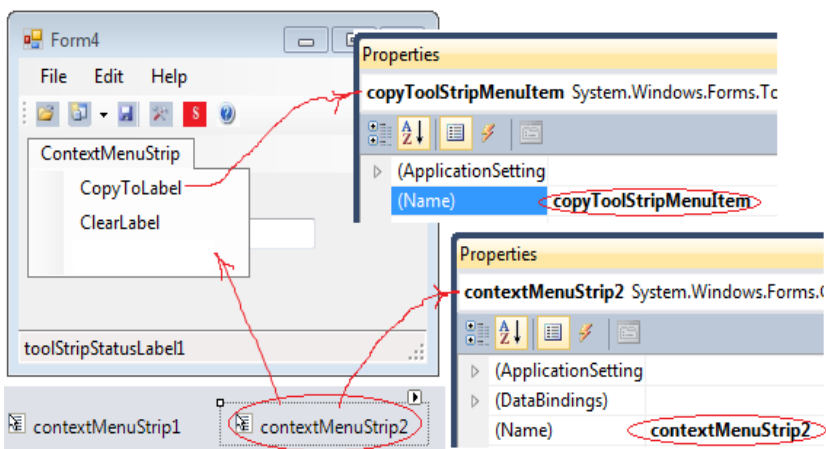 Form4
File Edit Help
S
ContextMenuStrip
CopyToLabel
ClearLabel
toolStripStatusLabel1
contextMenuStrip1
contextMenuStrip2
Properties
copyToolStripMenuItem System.Windows.Forms.To
A
Z
(ApplicationSetting
(Name) copyToolStripMenuItem
Properties
contextMenuStrip2 System.Windows.Forms.
A
Z
(ApplicationSetting
(DataBindings)
(Name) contextMenuStrip2